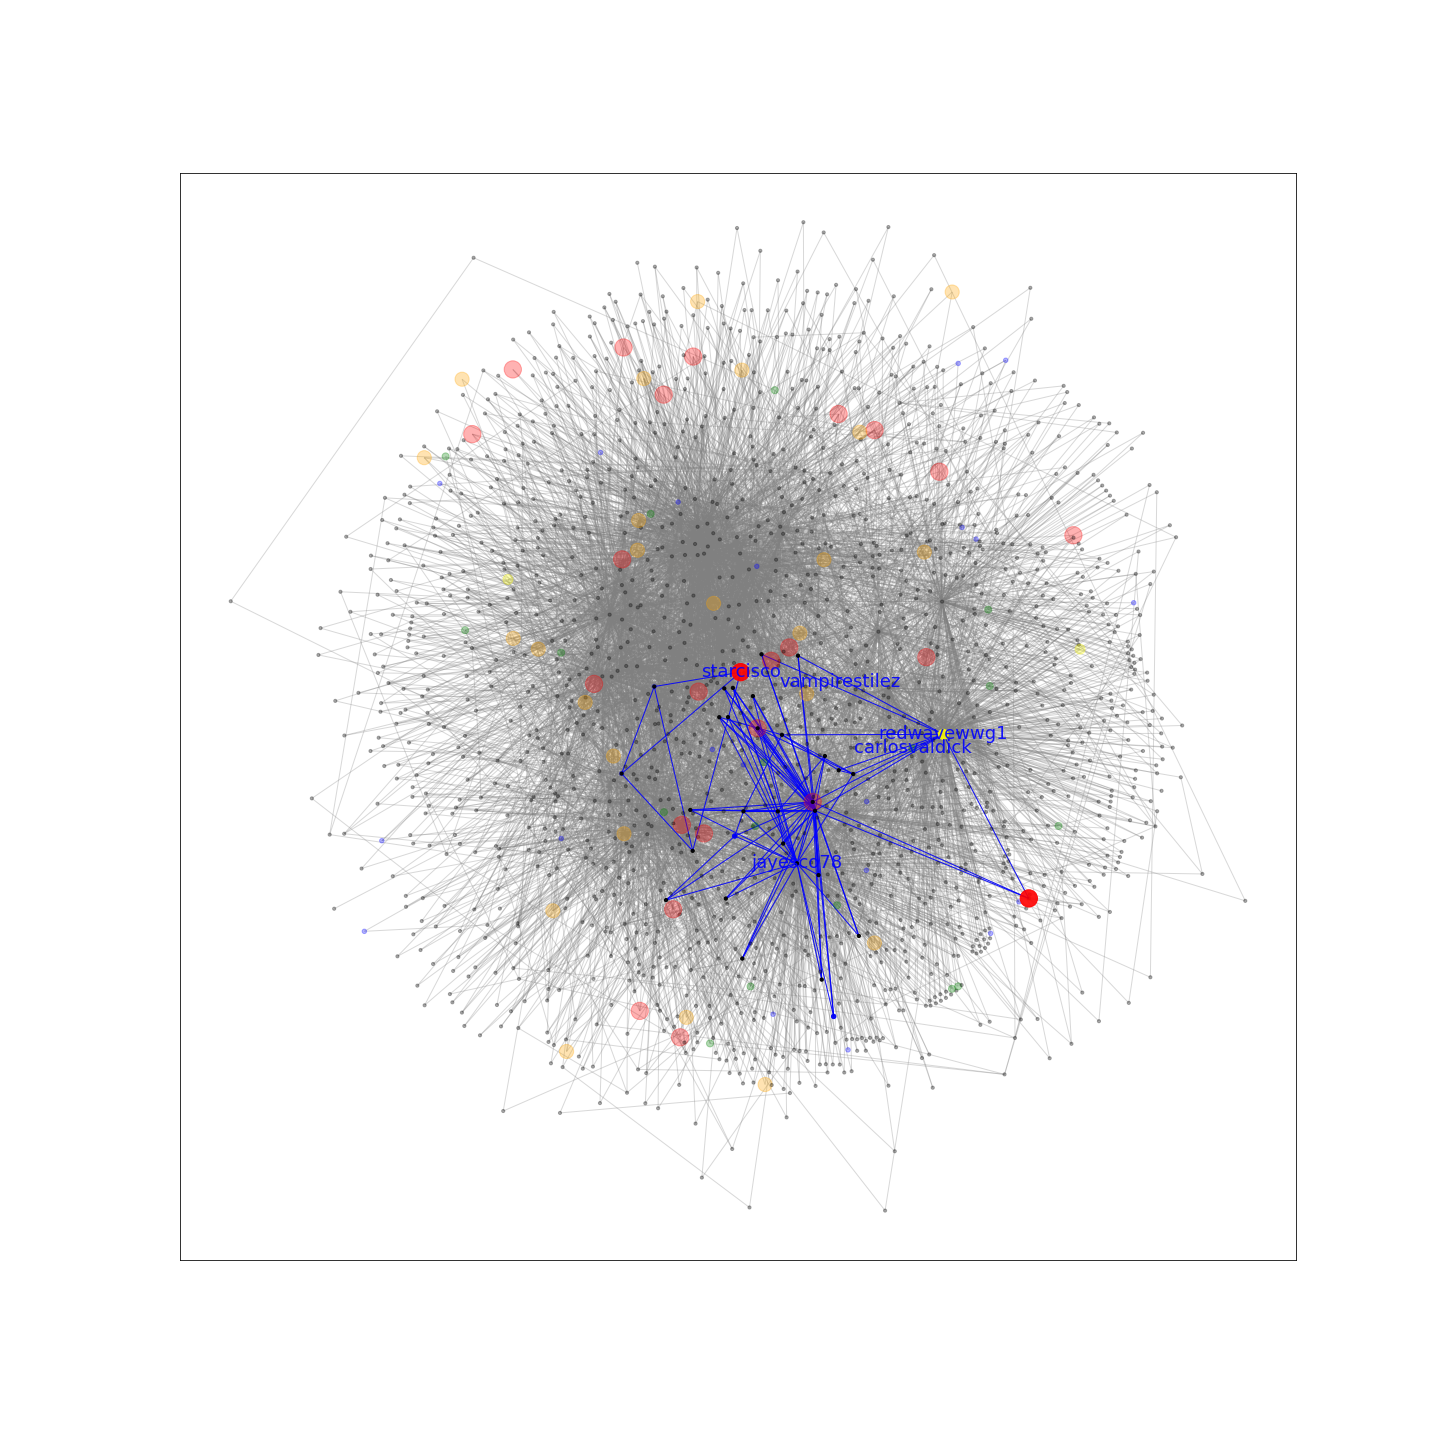 starcisco
vampirestilez
redwavewwg1
carlosvaldick
jayesco78